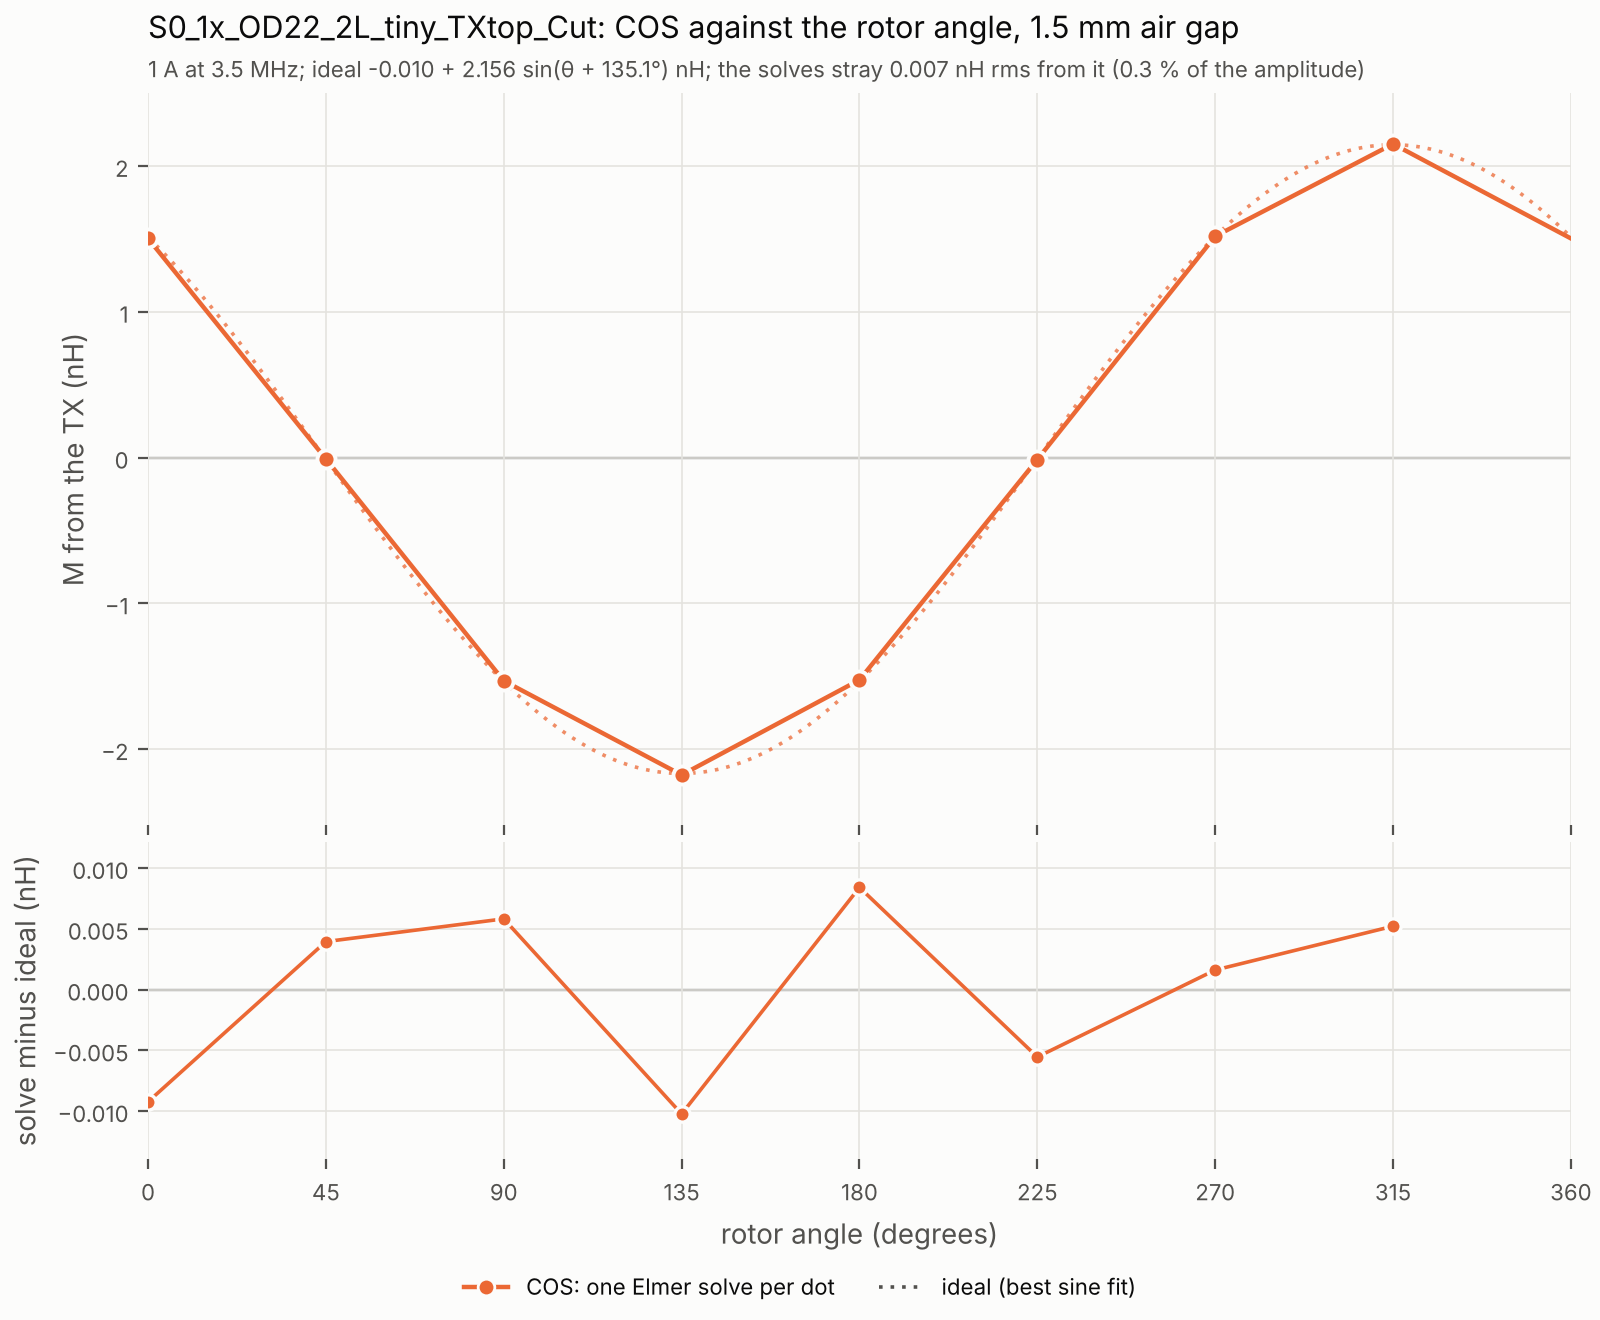 S0_1x_OD22_2L_tiny_TXtop_Cut: COS against the rotor angle, 1.5 mm air gap
1 A at 3.5 MHz; ideal -0.010 + 2.156 sin(θ + 135.1°) nH; the solves stray 0.007 nH rms from it (0.3 % of the amplitude)
M from the TX (nH)
2
1
0
−1
−2
solve minus ideal (nH)
0.010
0.005
0.000
−0.005
−0.010
0 45 90 135 180 225 270 315 360
rotor angle (degrees)
COS: one Elmer solve per dot ideal (best sine fit)